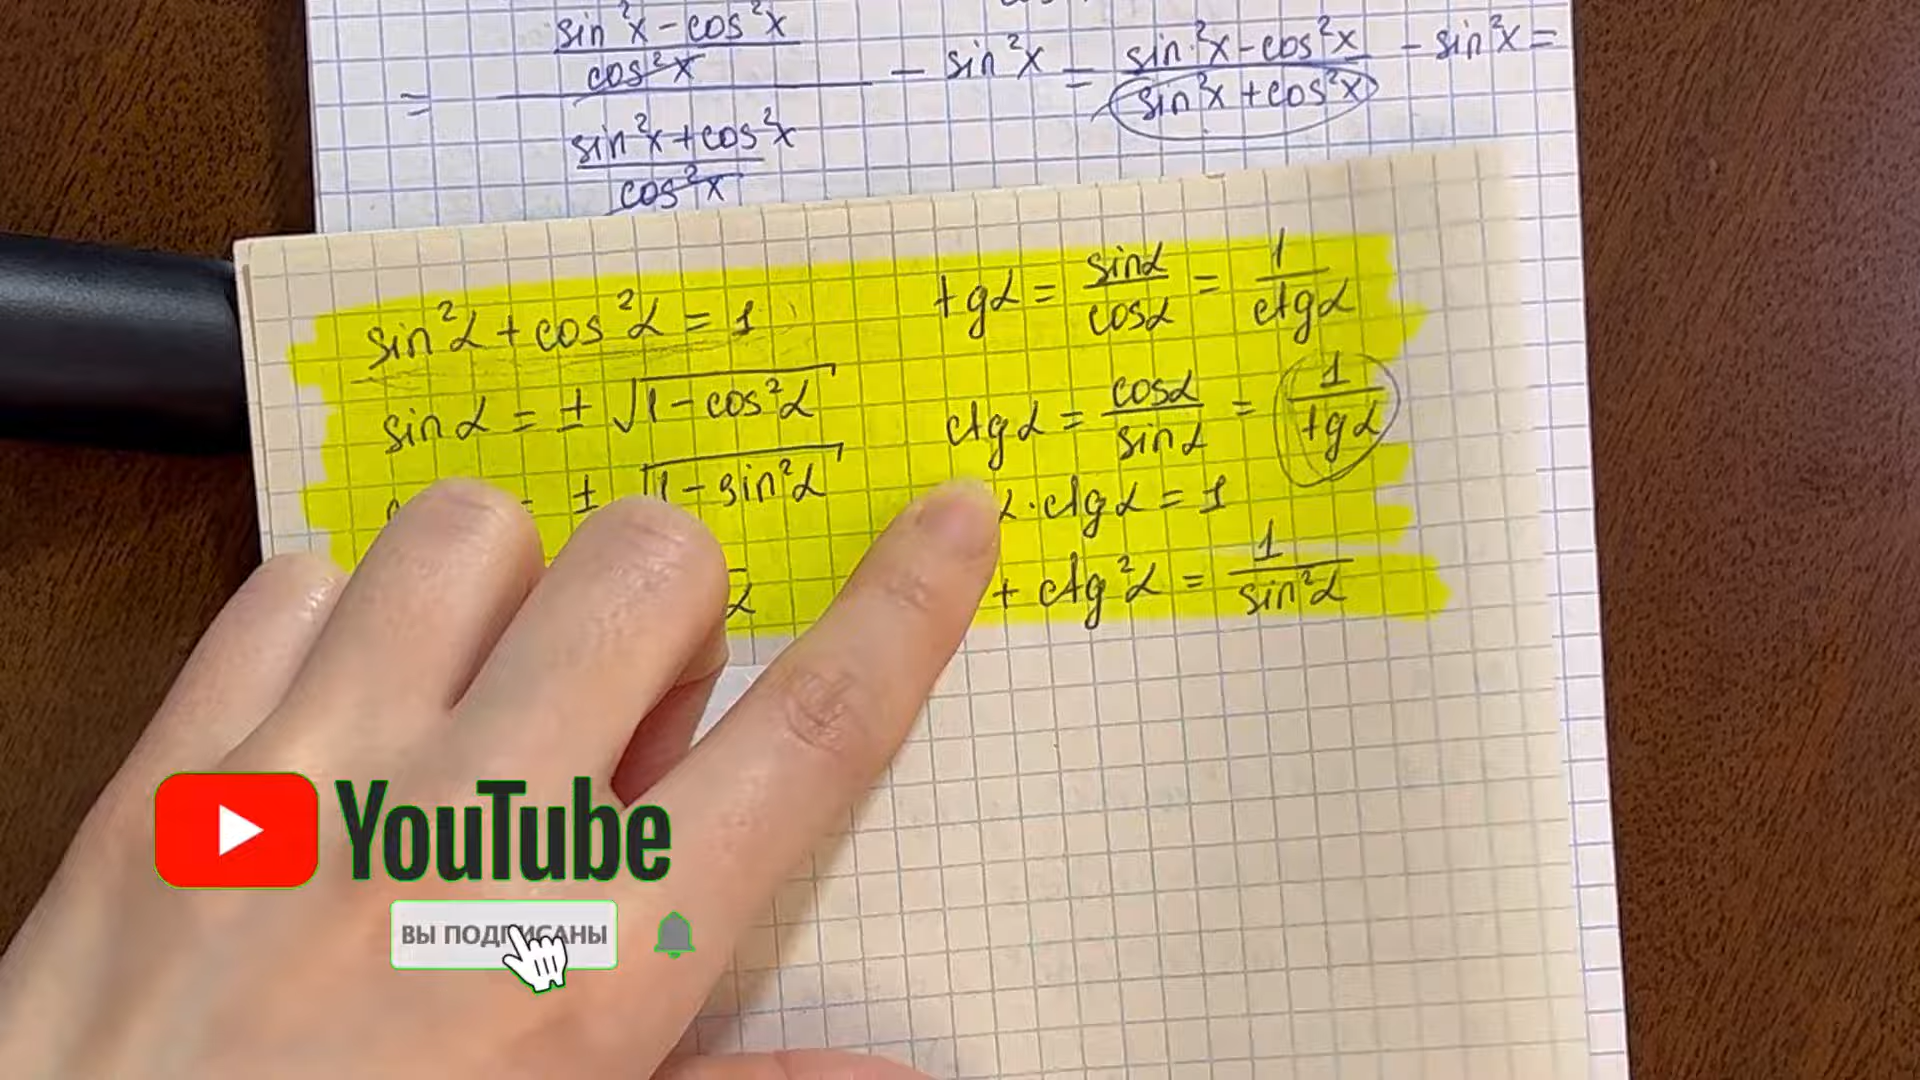 = (sin²x - cos²x / cos²x) / (sin²x + cos²x / cos²x) - sin²x = (sin²x - cos²x) / (sin²x + cos²x) - sin²x =
sin²α + cos²α = 1
sinα = ± √1 - cos²α
= ± √1 - sin²α
tgα = sinα / cosα = 1 / ctgα
ctgα = cosα / sinα = 1 / tgα
α · ctgα = 1
+ ctg²α = 1 / sin²α
YouTube
ВЫ ПОДПИСАНЫ